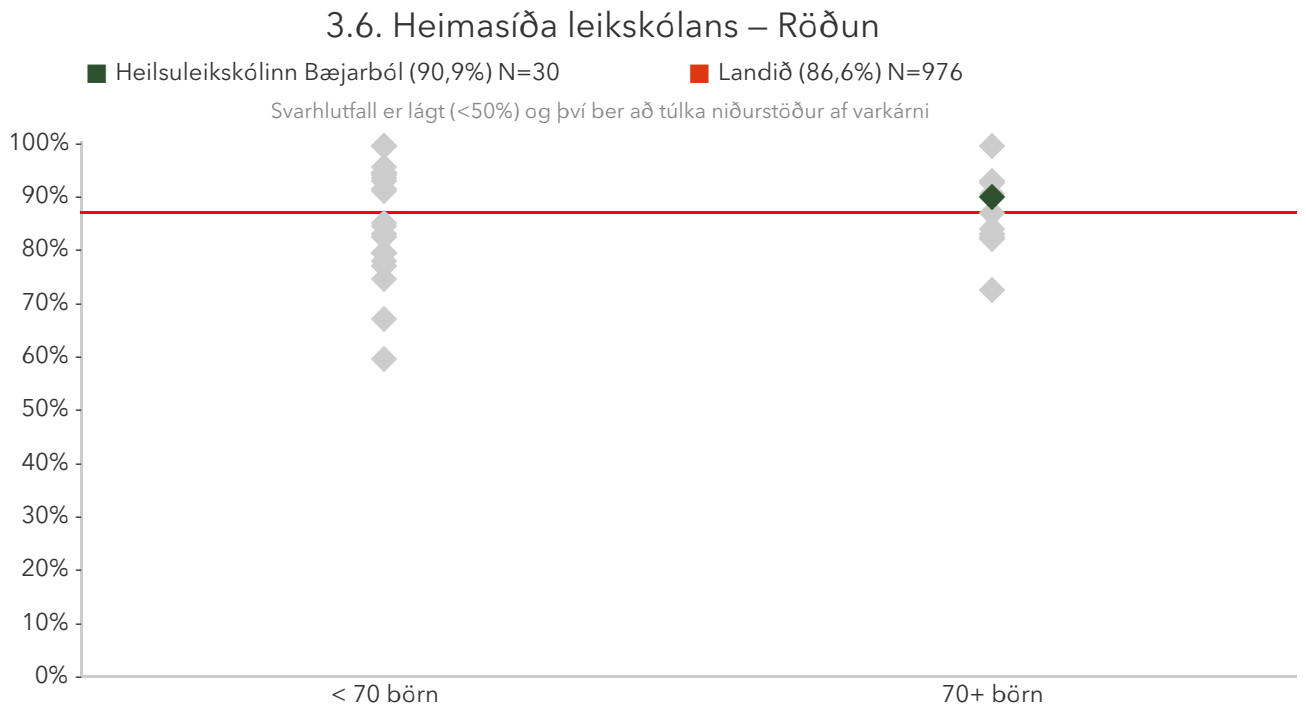 3.6. Heimasíða leikskólans – Röðun
Heilsuleikskólinn Bæjarból (90,9%) N=30 Landið (86,6%) N=976
Svarhlutfall er lágt (<50%) og því ber að túlka niðurstöður af varkárni
100%
90%
80%
70%
60%
50%
40%
30%
20%
10%
0%
< 70 börn 70+ börn